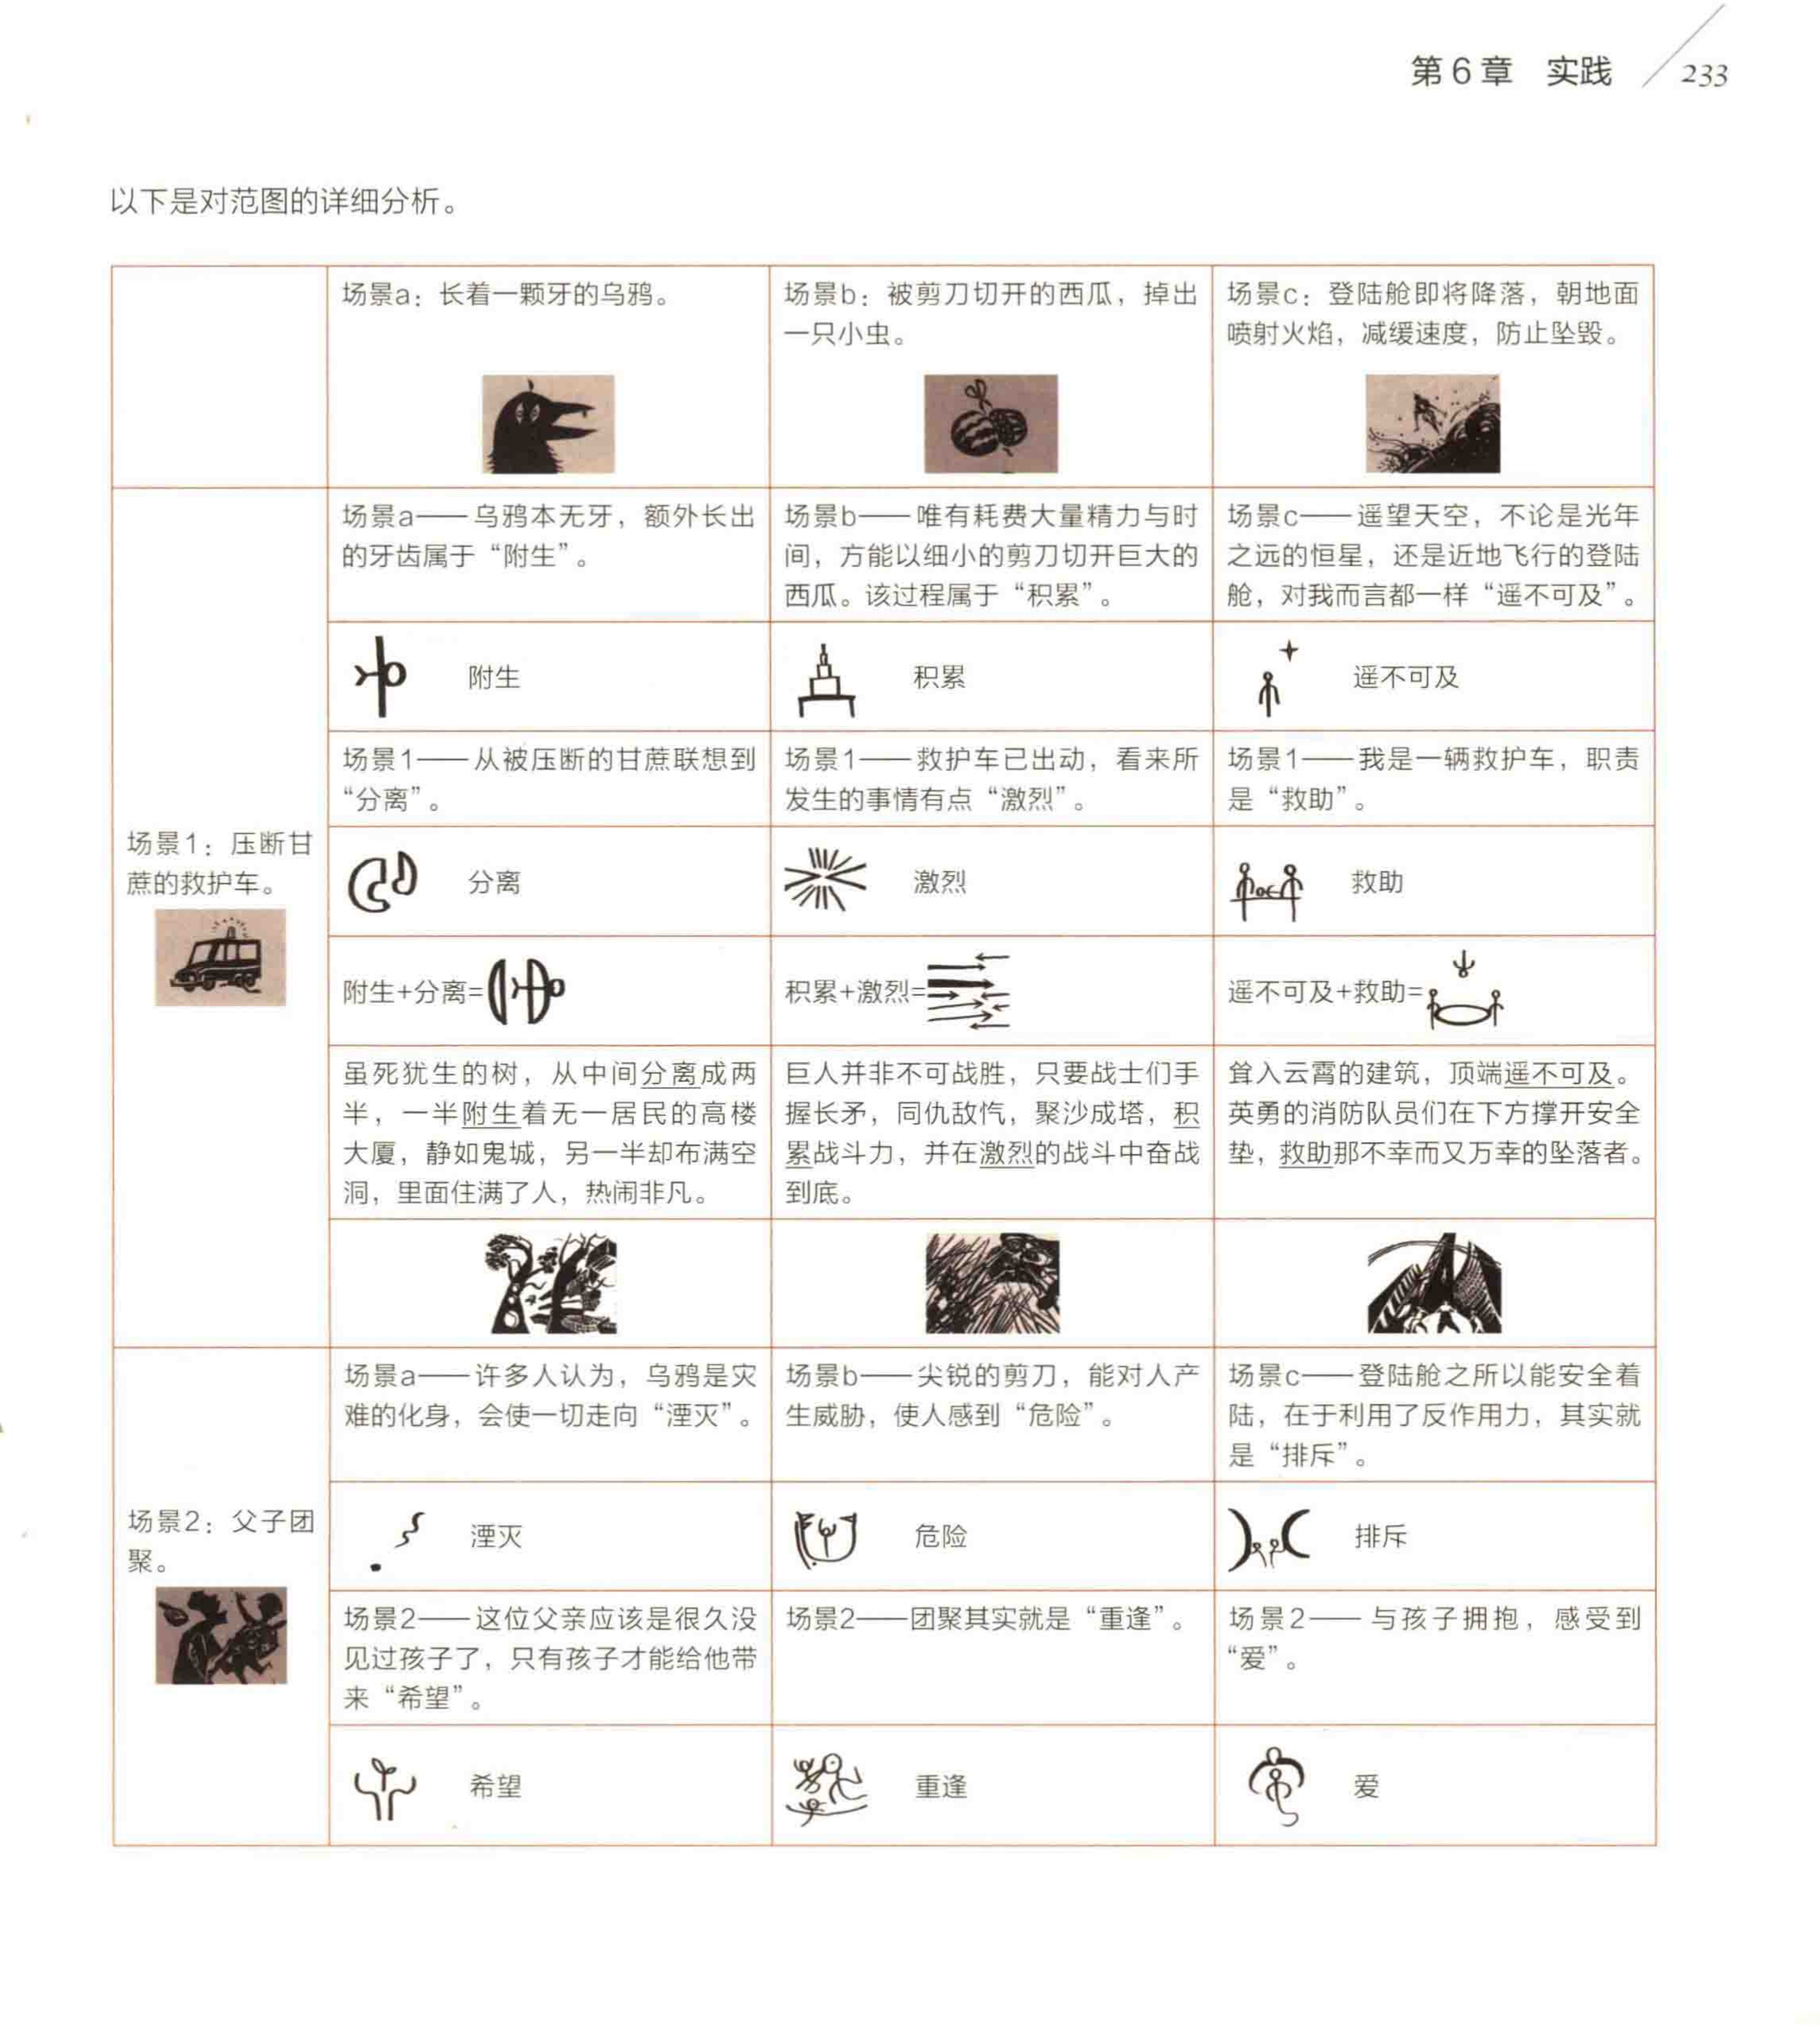 第6章 实践 233
以下是对范图的详细分析。
场景a：长着一颗牙的乌鸦。
场景b：被剪刀切开的西瓜，掉出
一只小虫。
场景c：登陆舱即将降落，朝地面
喷射火焰，减缓速度，防止坠毁。
场景1：压断甘
蔗的救护车。
场景a——乌鸦本无牙，额外长出
的牙齿属于“附生”。
场景b——唯有耗费大量精力与时
间，方能以细小的剪刀切开巨大的
西瓜。该过程属于“积累”。
场景c——遥望天空，不论是光年
之远的恒星，还是近地飞行的登陆
舱，对我而言都一样“遥不可及”。
附生
积累
遥不可及
场景1——从被压断的甘蔗联想到
“分离”。
场景1——救护车已出动，看来所
发生的事情有点“激烈”。
场景1——我是一辆救护车，职责
是“救助”。
分离
激烈
救助
附生+分离=
积累+激烈=
遥不可及+救助=
虽死犹生的树，从中间分离成两
半，一半附生着无一居民的高楼
大厦，静如鬼城，另一半却布满空
洞，里面住满了人，热闹非凡。
巨人并非不可战胜，只要战士们手
握长矛，同仇敌忾，聚沙成塔，积
累战斗力，并在激烈的战斗中奋战
到底。
耸入云霄的建筑，顶端遥不可及。
英勇的消防队员们在下方撑开安全
垫，救助那不幸而又万幸的坠落者。
场景2：父子团
聚。
场景a——许多人认为，乌鸦是灾
难的化身，会使一切走向“湮灭”。
场景b——尖锐的剪刀，能对人产
生威胁，使人感到“危险”。
场景c——登陆舱之所以能安全着
陆，在于利用了反作用力，其实就
是“排斥”。
湮灭
危险
排斥
场景2——这位父亲应该是很久没
见过孩子了，只有孩子才能给他带
来“希望”。
场景2——团聚其实就是“重逢”。
场景2——与孩子拥抱，感受到
“爱”。
希望
重逢
爱